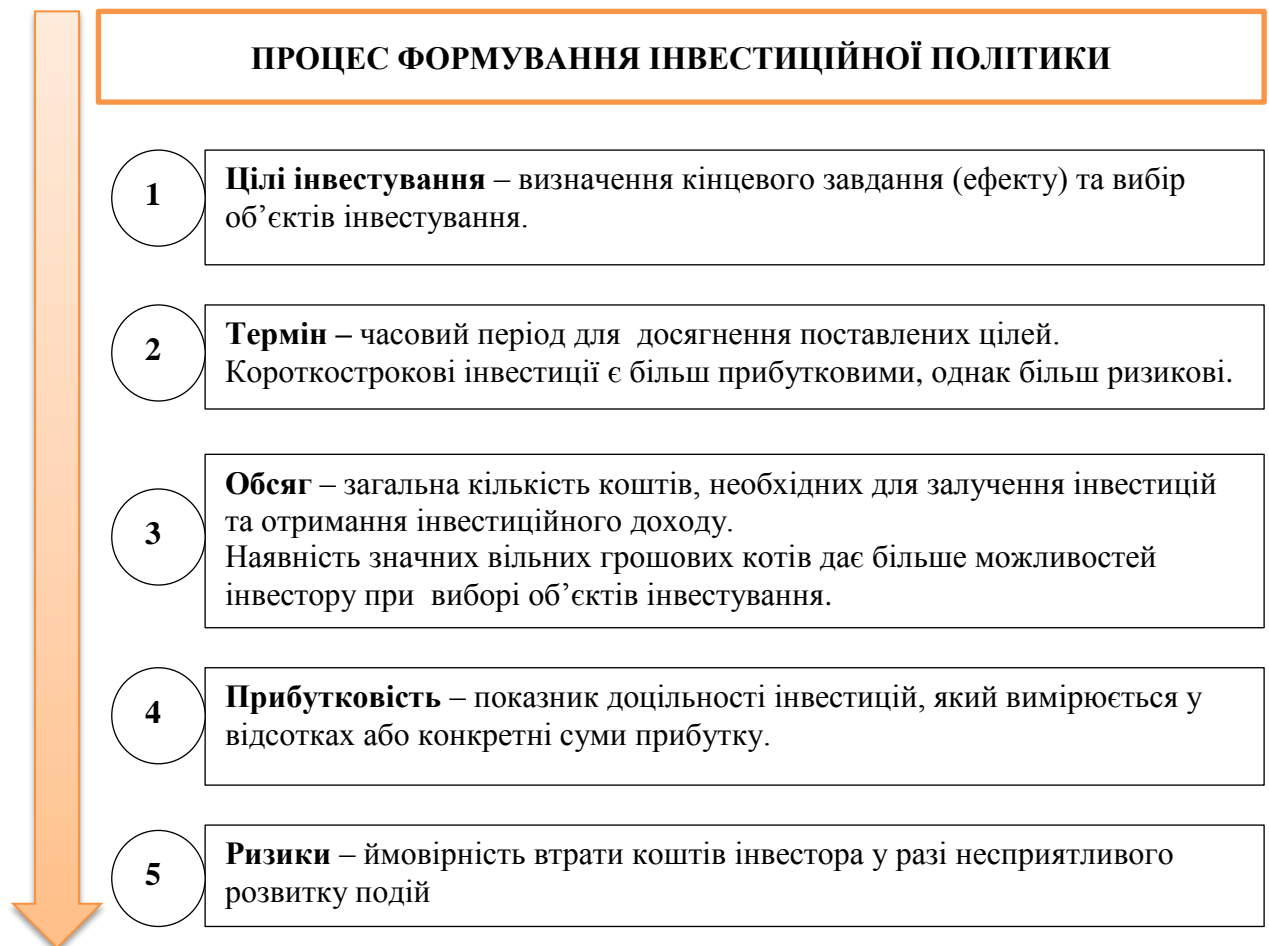 ПРОЦЕС ФОРМУВАННЯ ІНВЕСТИЦІЙНОЇ ПОЛІТИКИ
1
Цілі інвестування – визначення кінцевого завдання (ефекту) та вибір
об’єктів інвестування.
2
Термін – часовий період для досягнення поставлених цілей.
Короткострокові інвестиції є більш прибутковими, однак більш ризикові.
3
Обсяг – загальна кількість коштів, необхідних для залучення інвестицій
та отримання інвестиційного доходу.
Наявність значних вільних грошових котів дає більше можливостей
інвестору при виборі об’єктів інвестування.
4
Прибутковість – показник доцільності інвестицій, який вимірюється у
відсотках або конкретні суми прибутку.
5
Ризики – ймовірність втрати коштів інвестора у разі несприятливого
розвитку подій